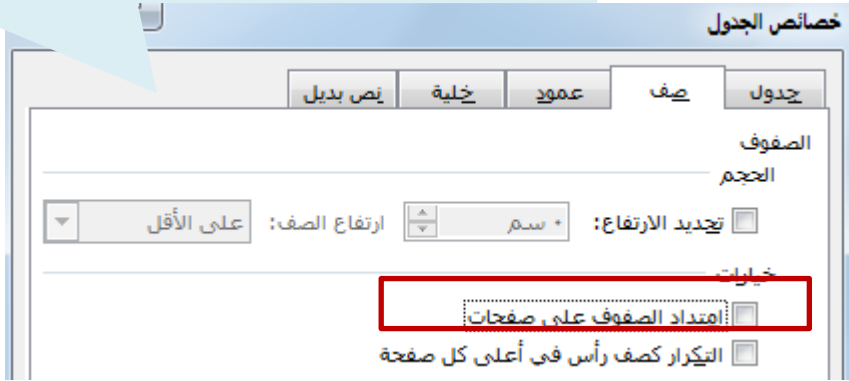 خصائص الجدول
جدول صف عمود خلية نص بديل
الصفوف
الحجم
تحديد الارتفاع: ٠ سم ارتفاع الصف: على الأقل
خيارات
امتداد الصفوف على صفحات
التكرار كصف رأس في أعلى كل صفحة